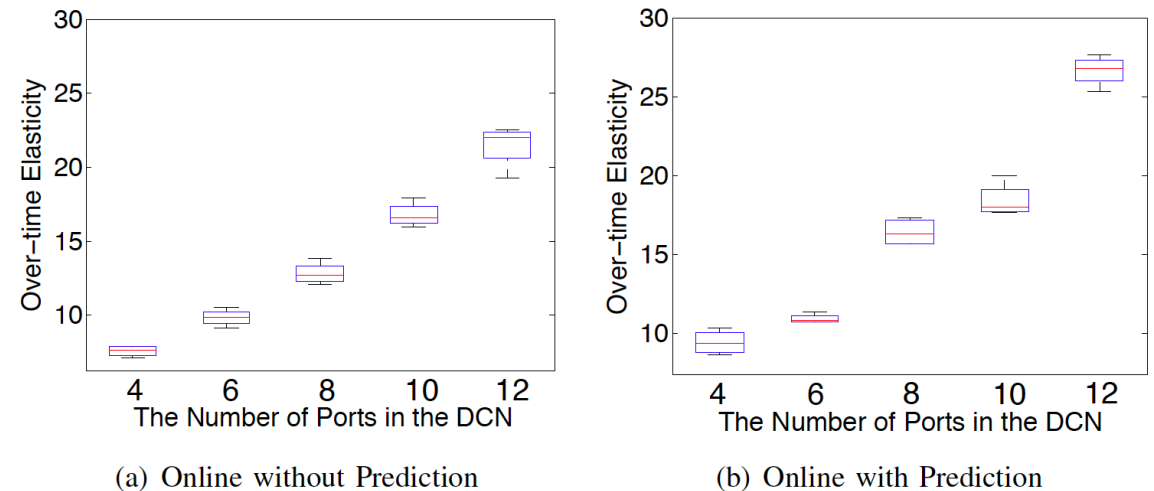 30
25
20
15
10
Over-time Elasticity
4 6 8 10 12
The Number of Ports in the DCN
(a) Online without Prediction
30
25
20
15
10
Over-time Elasticity
4 6 8 10 12
The Number of Ports in the DCN
(b) Online with Prediction